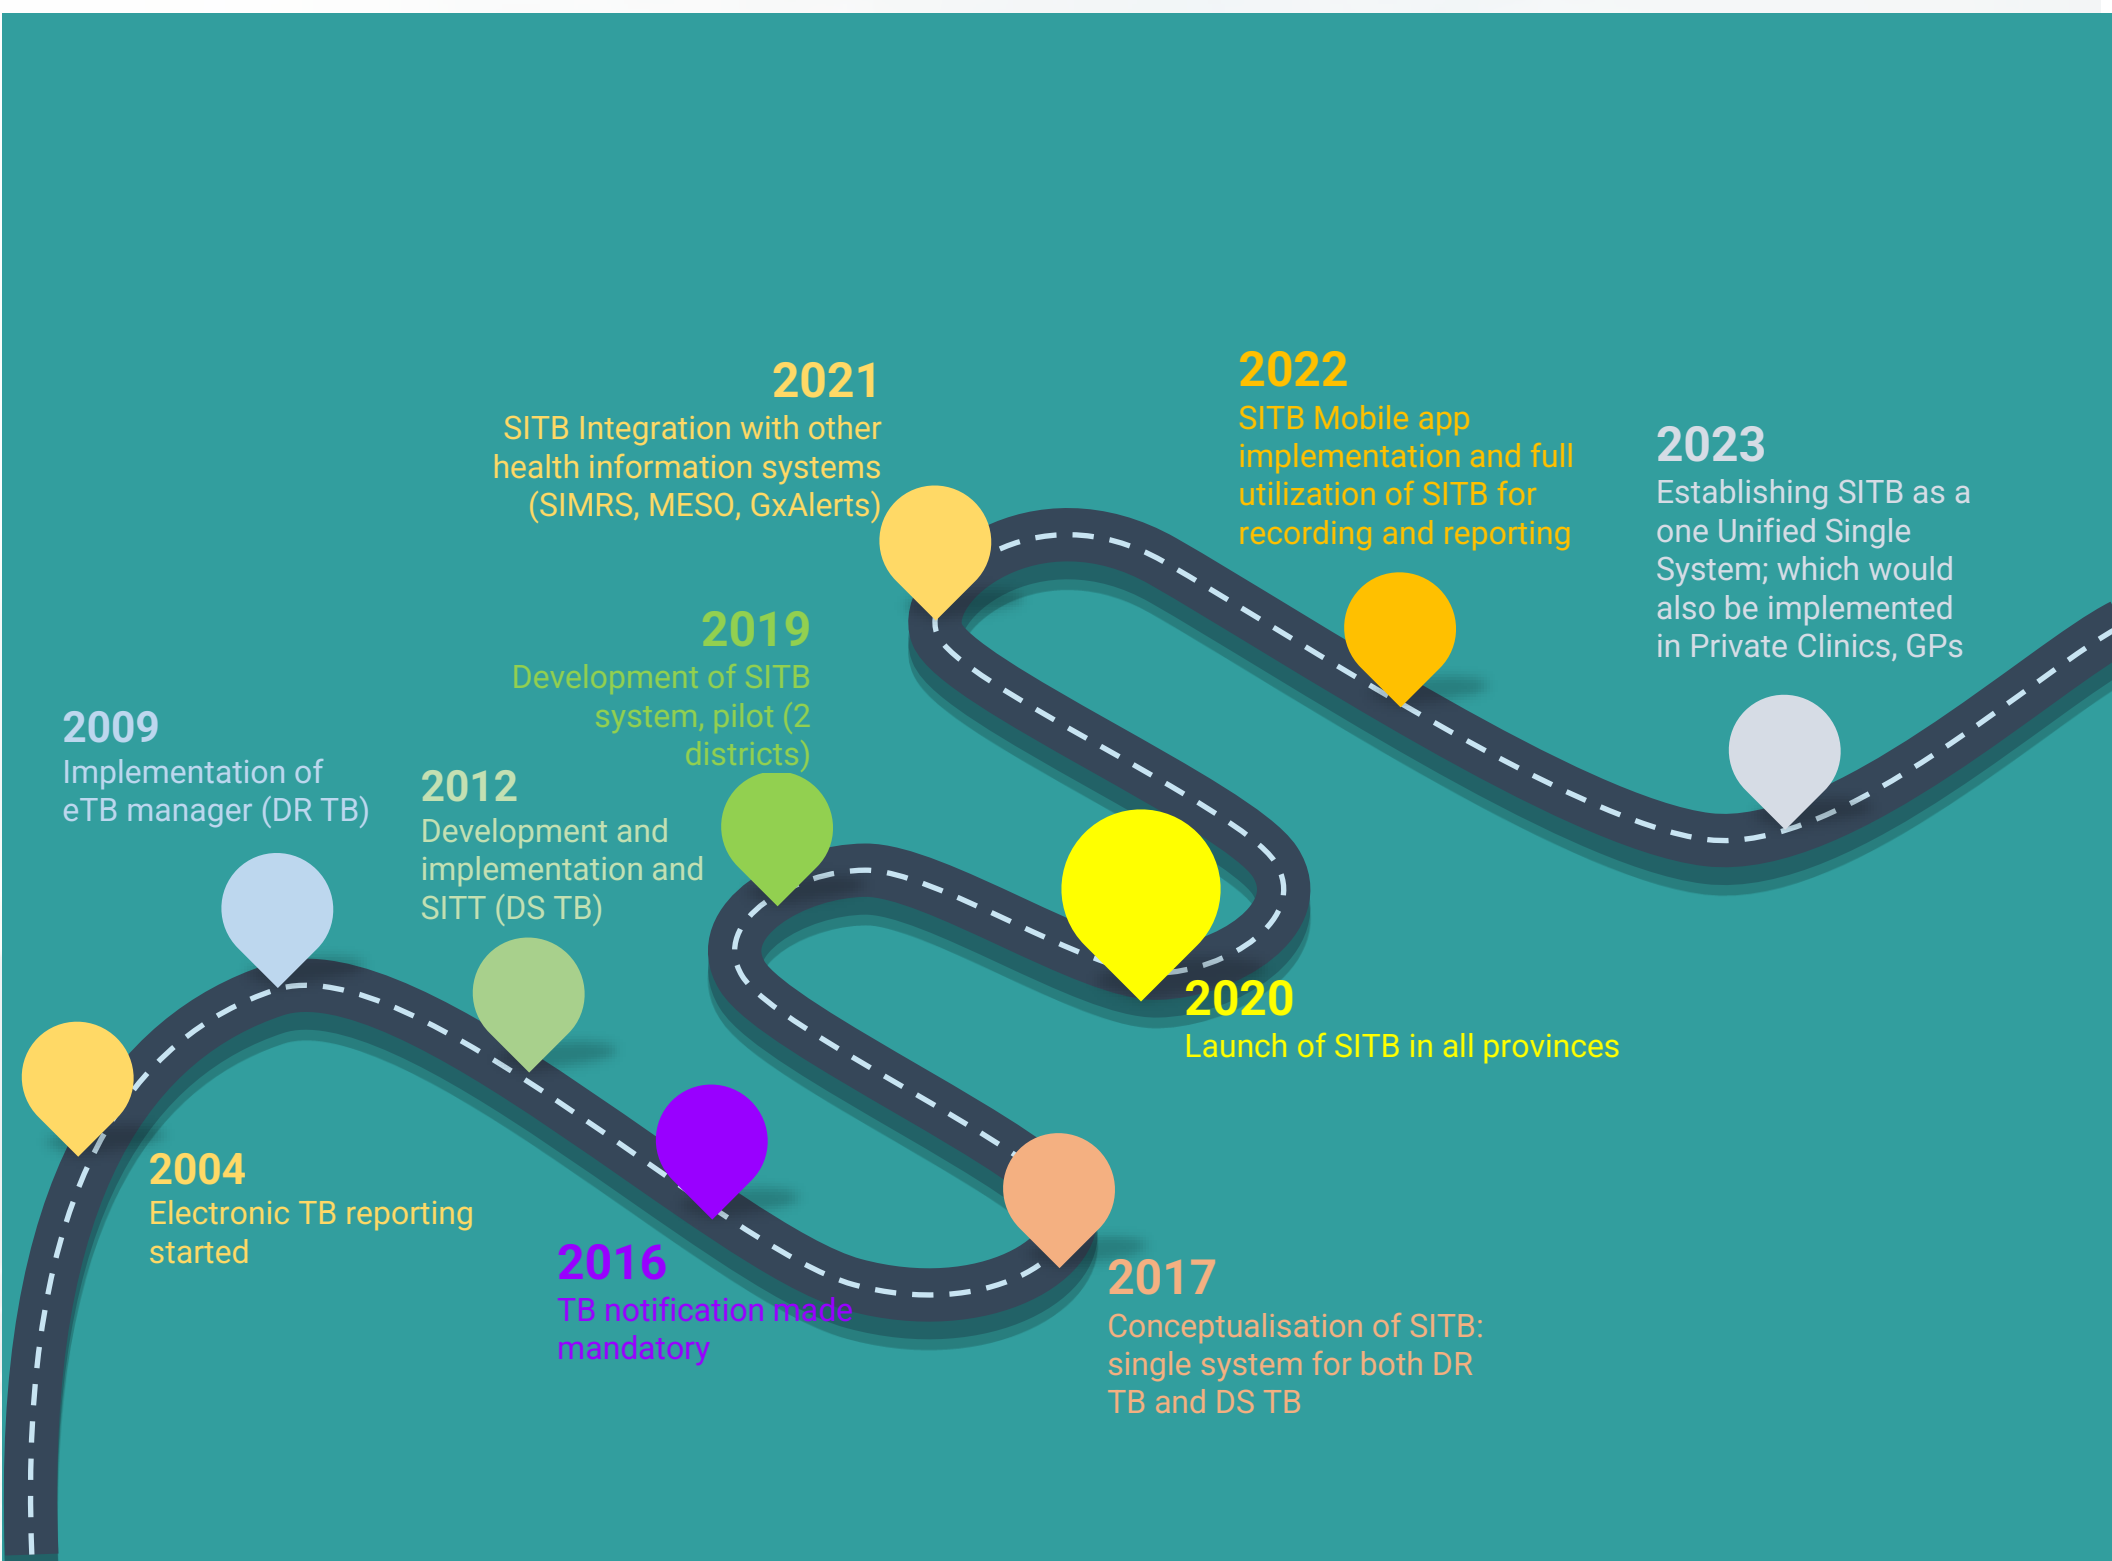 2004
Electronic TB reporting
started
2009
Implementation of
eTB manager (DR TB)
2012
Development and
implementation and
SITT (DS TB)
2016
TB notification made
mandatory
2017
Conceptualisation of SITB:
single system for both DR
TB and DS TB
2019
Development of SITB
system, pilot (2
districts)
2020
Launch of SITB in all provinces
2021
SITB Integration with other
health information systems
(SIMRS, MESO, GxAlerts)
2022
SITB Mobile app
implementation and full
utilization of SITB for
recording and reporting
2023
Establishing SITB as a
one Unified Single
System; which would
also be implemented
in Private Clinics, GPs